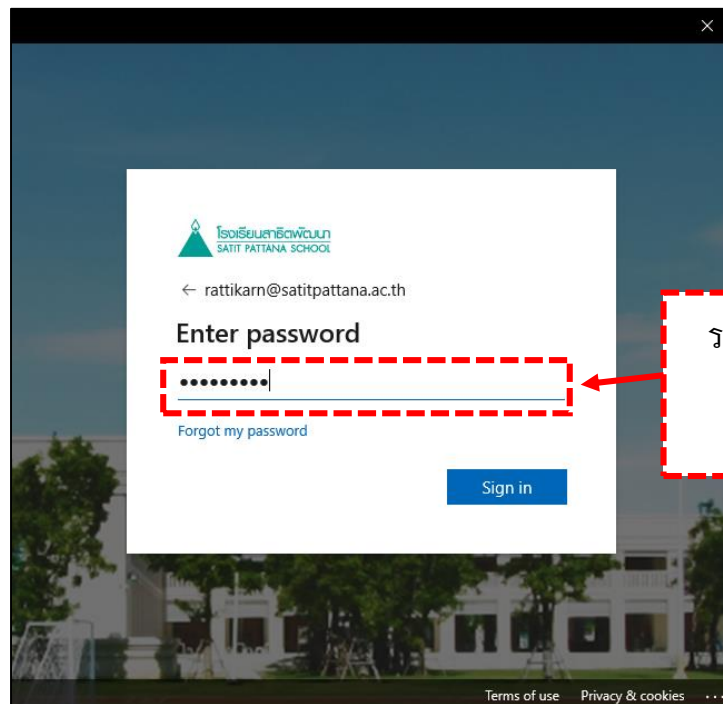 โรงเรียนสาธิตพัฒนา
SATIT PATTANA SCHOOL
← rattikarn@satitpattana.ac.th
Enter password
•••••••••
Forgot my password
Sign in
Terms of use Privacy & cookies ...